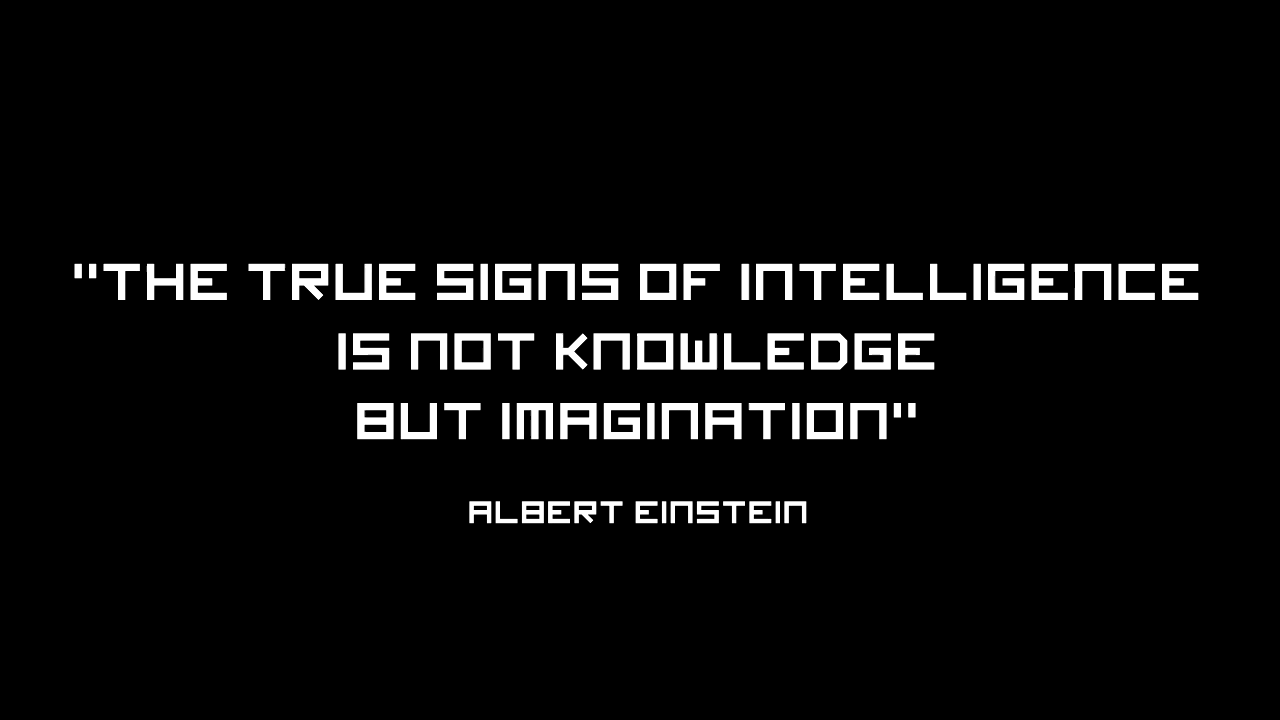 "THE TRUE SIGNS OF INTELLIGENCE
IS NOT KNOWLEDGE
BUT IMAGINATION"
ALBERT EINSTEIN